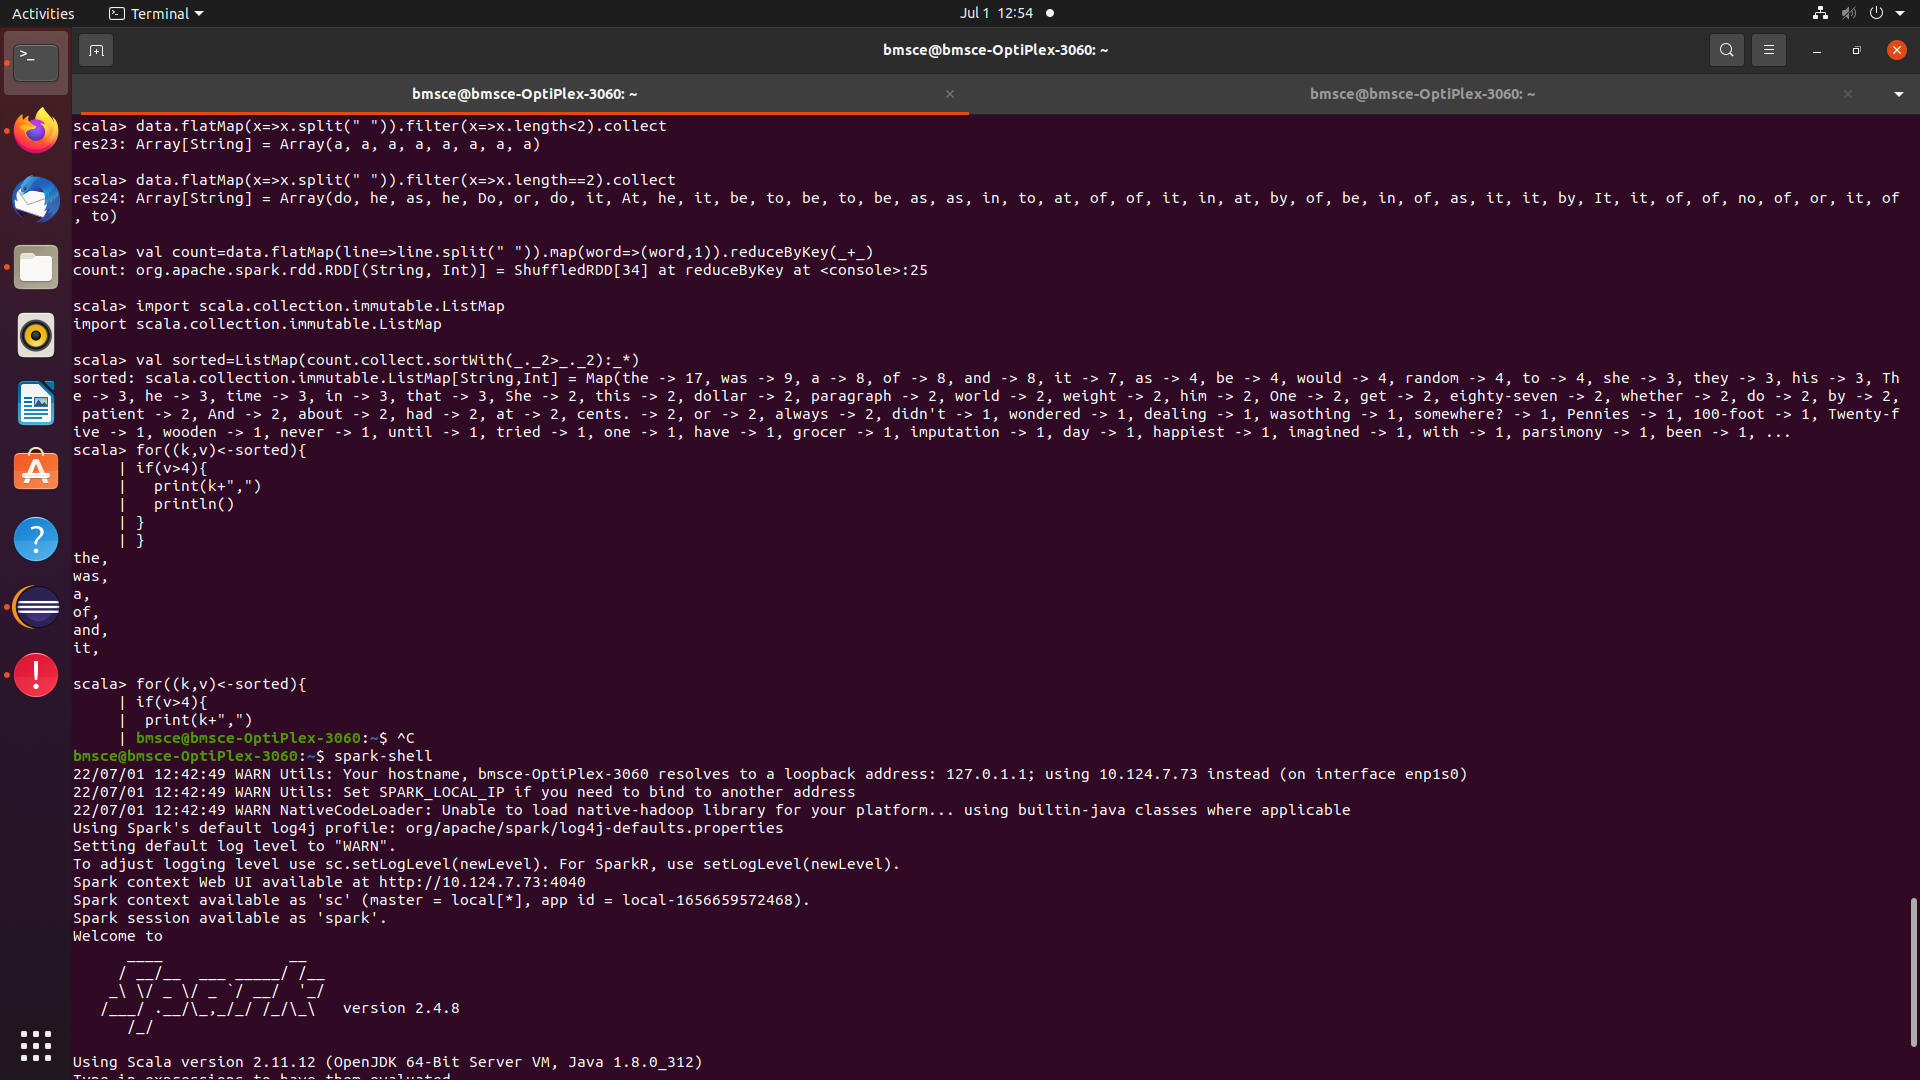 Activities
Terminal
Jul 1 12:54
bmsce@bmsce-OptiPlex-3060: ~
bmsce@bmsce-OptiPlex-3060: ~
bmsce@bmsce-OptiPlex-3060: ~
scala> data.flatMap(x=>x.split(" ")).filter(x=>x.length<2).collect
res23: Array[String] = Array(a, a, a, a, a, a, a, a)
scala> data.flatMap(x=>x.split(" ")).filter(x=>x.length==2).collect
res24: Array[String] = Array(do, he, as, he, Do, or, do, it, At, he, it, be, to, be, to, be, as, as, in, to, at, of, of, it, in, at, by, of, be, in, of, as, it, it, by, It, it, of, of, no, of, or, it, of
, to)
scala> val count=data.flatMap(line=>line.split(" ")).map(word=>(word,1)).reduceByKey(_+_)
count: org.apache.spark.rdd.RDD[(String, Int)] = ShuffledRDD[34] at reduceByKey at <console>:25
scala> import scala.collection.immutable.ListMap
import scala.collection.immutable.ListMap
scala> val sorted=ListMap(count.collect.sortWith(_._2>_._2):_*)
sorted: scala.collection.immutable.ListMap[String,Int] = Map(the -> 17, was -> 9, a -> 8, of -> 8, and -> 8, it -> 7, as -> 4, be -> 4, would -> 4, random -> 4, to -> 4, she -> 3, they -> 3, his -> 3, Th
e -> 3, he -> 3, time -> 3, in -> 3, that -> 3, She -> 2, this -> 2, dollar -> 2, paragraph -> 2, world -> 2, weight -> 2, him -> 2, One -> 2, get -> 2, eighty-seven -> 2, whether -> 2, do -> 2, by -> 2,
 patient -> 2, And -> 2, about -> 2, had -> 2, at -> 2, cents. -> 2, or -> 2, always -> 2, didn't -> 1, wondered -> 1, dealing -> 1, wasothing -> 1, somewhere? -> 1, Pennies -> 1, 100-foot -> 1, Twenty-f
ive -> 1, wooden -> 1, never -> 1, until -> 1, tried -> 1, one -> 1, have -> 1, grocer -> 1, imputation -> 1, day -> 1, happiest -> 1, imagined -> 1, with -> 1, parsimony -> 1, been -> 1, ...
scala> for((k,v)<-sorted){
     | if(v>4){
     |   print(k+",")
     |   println()
     | }
     | }
the,
was,
a,
of,
and,
it,
scala> for((k,v)<-sorted){
     | if(v>4){
     |  print(k+",")
     | bmsce@bmsce-OptiPlex-3060:~$ ^C
bmsce@bmsce-OptiPlex-3060:~$ spark-shell
22/07/01 12:42:49 WARN Utils: Your hostname, bmsce-OptiPlex-3060 resolves to a loopback address: 127.0.1.1; using 10.124.7.73 instead (on interface enp1s0)
22/07/01 12:42:49 WARN Utils: Set SPARK_LOCAL_IP if you need to bind to another address
22/07/01 12:42:49 WARN NativeCodeLoader: Unable to load native-hadoop library for your platform... using builtin-java classes where applicable
Using Spark's default log4j profile: org/apache/spark/log4j-defaults.properties
Setting default log level to "WARN".
To adjust logging level use sc.setLogLevel(newLevel). For SparkR, use setLogLevel(newLevel).
Spark context Web UI available at http://10.124.7.73:4040
Spark context available as 'sc' (master = local[*], app id = local-1656659572468).
Spark session available as 'spark'.
Welcome to
      ____              __
     / __/__  ___ _____/ /__
    _\ \/ _ \/ _ `/ __/  '_/
   /___/ .__/\_,_/_/ /_/\_\   version 2.4.8
      /_/
Using Scala version 2.11.12 (OpenJDK 64-Bit Server VM, Java 1.8.0_312)
Type in expressions to have them evaluated.